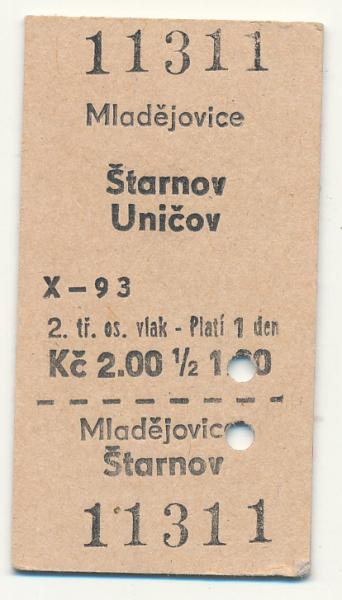 11311
Mladějovice
Štarnov
Uničov
X-93
2. tř. os. vlak - Platí 1 den
Kč 2.00 ½
Mladějovice
Štarnov
11311